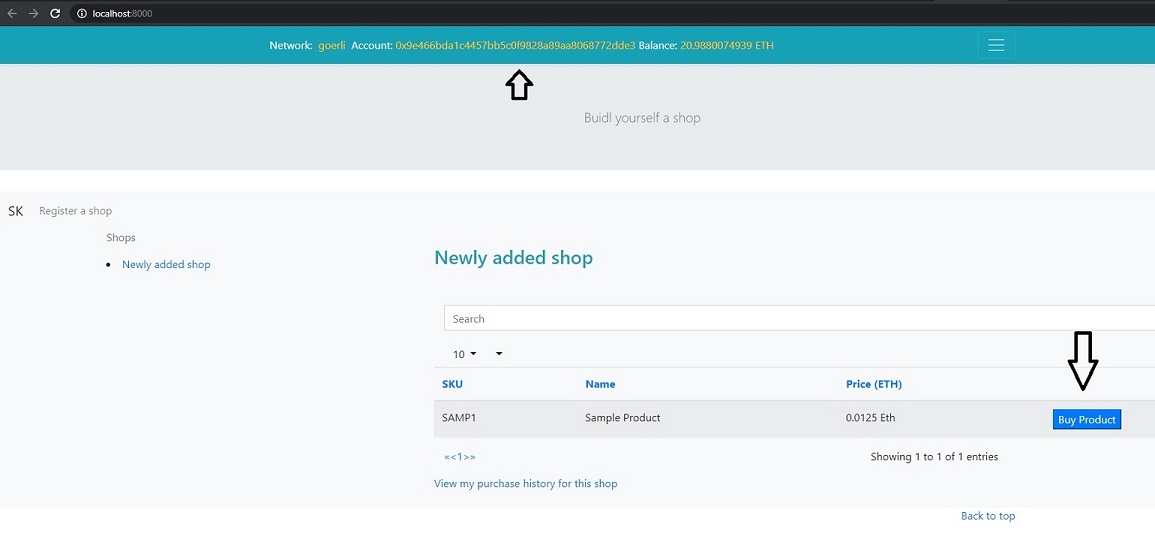 localhost:8000
Network: goerli Account: 0x9e466bda1c4457bb5c0f9828a89aa8068772dde3 Balance: 20.9880074939 ETH
Buidl yourself a shop
SK Register a shop
Shops
Newly added shop
Newly added shop
Search
10
SKU Name Price (ETH)
SAMP1 Sample Product 0.0125 Eth Buy Product
«<1>» Showing 1 to 1 of 1 entries
View my purchase history for this shop
Back to top